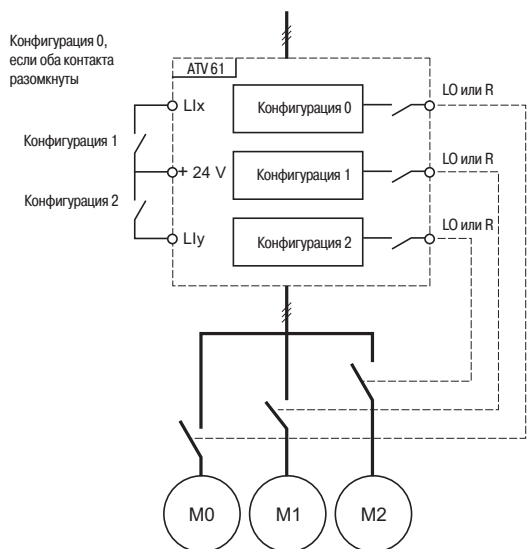 Конфигурация 0,
если оба контакта
разомкнуты
ATV 61
LIx
Конфигурация 0
LO или R
Конфигурация 1
+ 24 V
Конфигурация 1
LO или R
Конфигурация 2
LIy
Конфигурация 2
LO или R
M0
M1
M2